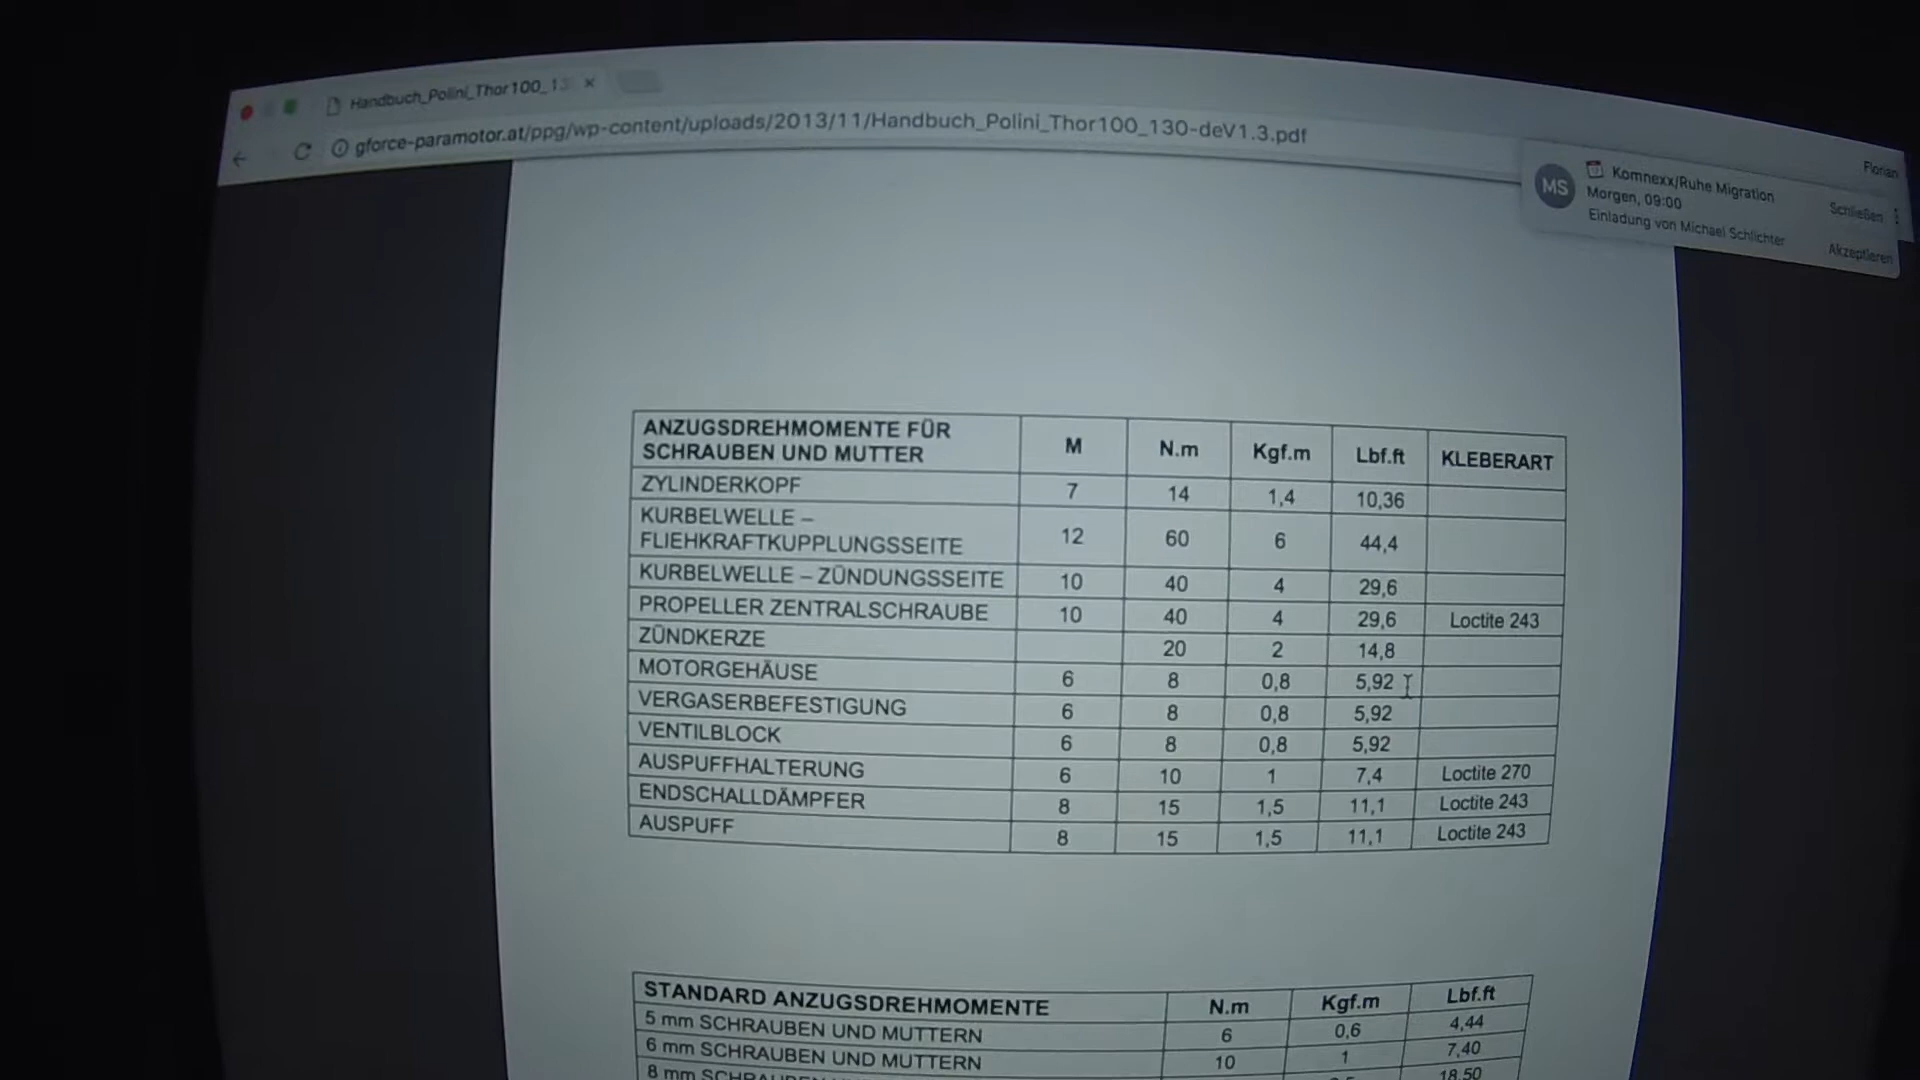 Handbuch_Polini_Thor100_13
gforce-paramotor.at/ppg/wp-content/uploads/2013/11/Handbuch_Polini_Thor100_130-deV1.3.pdf
Florian
MS
Komnexx/Ruhe Migration
Morgen, 09:00
Einladung von Michael Schlichter
Schließen
Akzeptieren
ANZUGSDREHMOMENTE FÜR
SCHRAUBEN UND MUTTER M N.m Kgf.m Lbf.ft KLEBERART
ZYLINDERKOPF 7 14 1,4 10,36
KURBELWELLE –
FLIEHKRAFTKUPPLUNGSSEITE 12 60 6 44,4
KURBELWELLE – ZÜNDUNGSSEITE 10 40 4 29,6
PROPELLER ZENTRALSCHRAUBE 10 40 4 29,6 Loctite 243
ZÜNDKERZE 20 2 14,8
MOTORGEHÄUSE 6 8 0,8 5,92
VERGASERBEFESTIGUNG 6 8 0,8 5,92
VENTILBLOCK 6 8 0,8 5,92
AUSPUFFHALTERUNG 6 10 1 7,4 Loctite 270
ENDSCHALLDÄMPFER 8 15 1,5 11,1 Loctite 243
AUSPUFF 8 15 1,5 11,1 Loctite 243
STANDARD ANZUGSDREHMOMENTE N.m Kgf.m Lbf.ft
5 mm SCHRAUBEN UND MUTTERN 6 0,6 4,44
6 mm SCHRAUBEN UND MUTTERN 10 1 7,40
8 mm 18,50